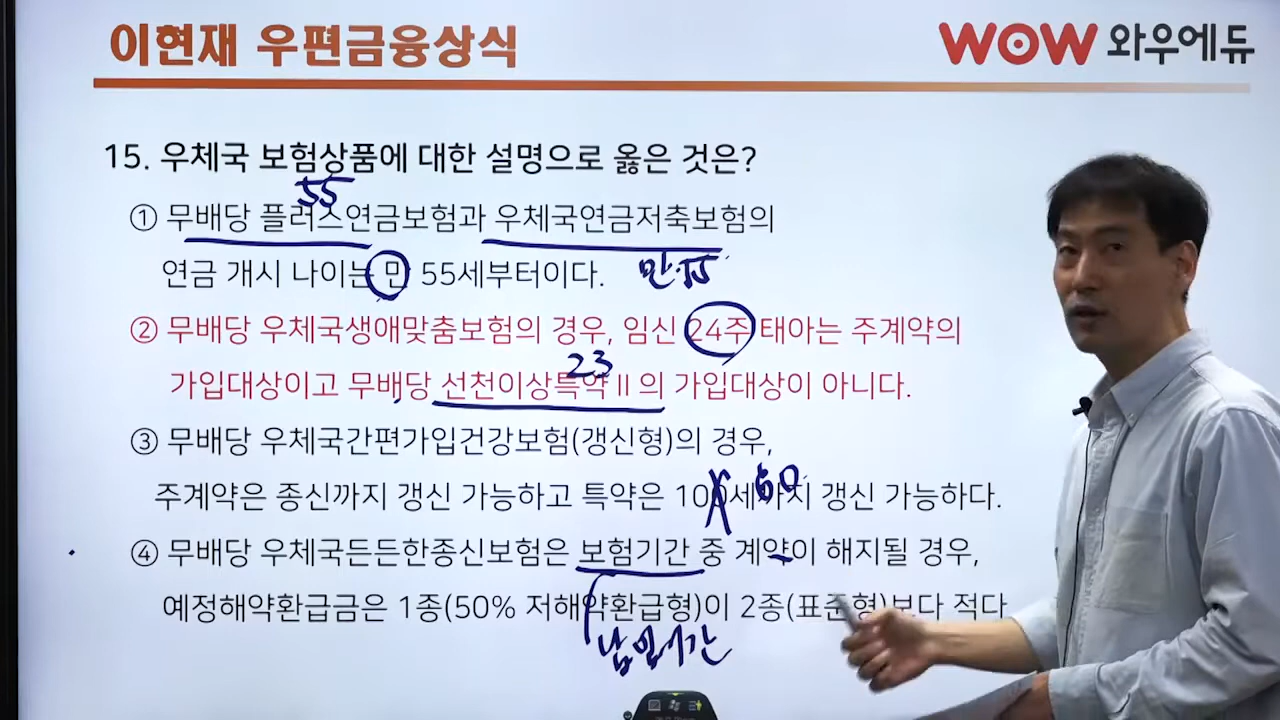 이현재 우편금융상식
WOW 와우에듀
15. 우체국 보험상품에 대한 설명으로 옳은 것은?
55
① 무배당 플러스연금보험과 우체국연금저축보험의
연금 개시 나이는 만 55세부터이다.
② 무배당 우체국생애맞춤보험의 경우, 임신 24주 태아는 주계약의
23
가입대상이고 무배당 선천이상특약Ⅱ의 가입대상이 아니다.
③ 무배당 우체국간편가입건강보험(갱신형)의 경우,
주계약은 종신까지 갱신 가능하고 특약은 100세까지 갱신 가능하다.
④ 무배당 우체국든든한종신보험은 보험기간 중 계약이 해지될 경우,
예정해약환급금은 1종(50% 저해약환급형)이 2종(표준형)보다 적다
납입기간